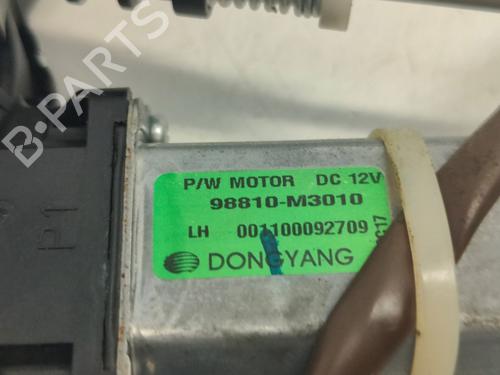 B-PARTS
P/W MOTOR DC 12V
98810-M3010
LH 001100092709
DONGYANG